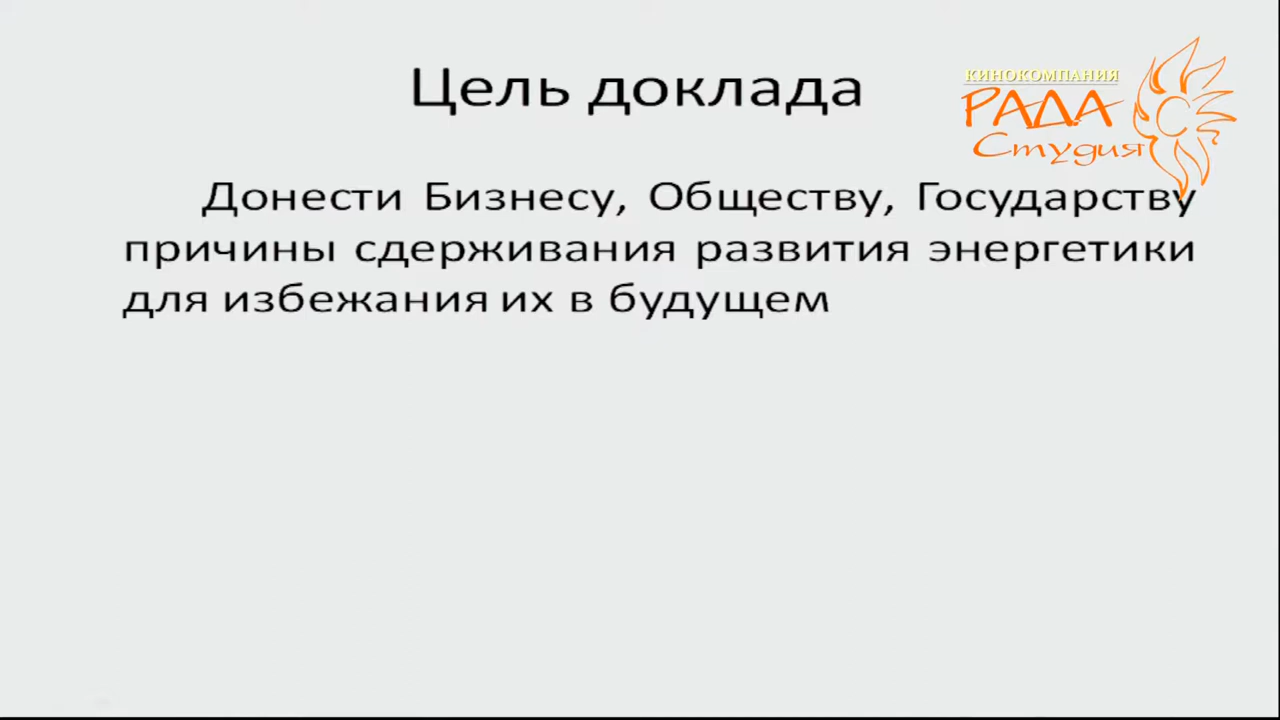 Цель доклада
КИНОКОМПАНИЯ
РАДА
Студия
Донести Бизнесу, Обществу, Государству
причины сдерживания развития энергетики
для избежания их в будущем